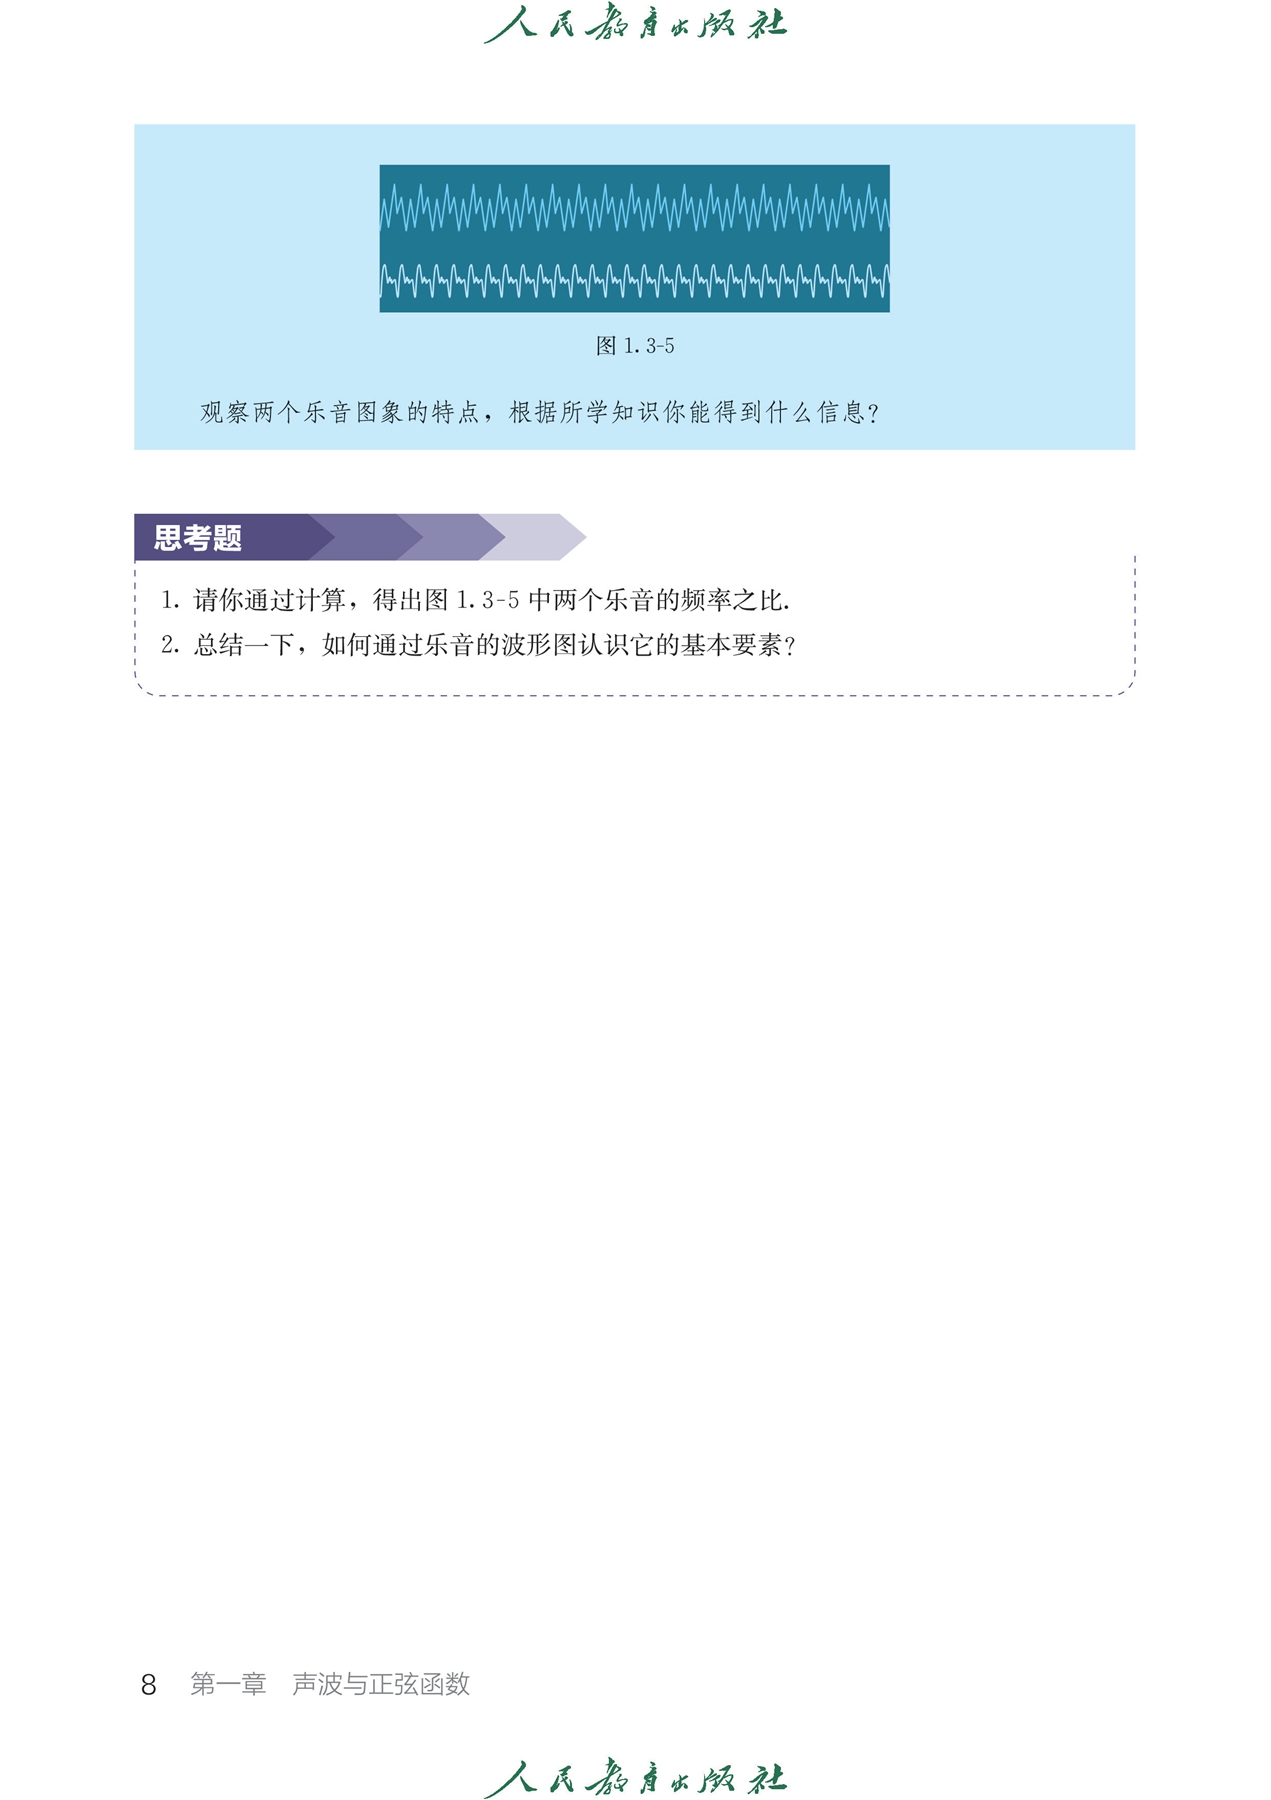 人民教育出版社
图 1.3-5
观察两个乐音图象的特点，根据所学知识你能得到什么信息？
思考题
1. 请你通过计算，得出图 1.3-5 中两个乐音的频率之比.
2. 总结一下，如何通过乐音的波形图认识它的基本要素？
8 第一章 声波与正弦函数
人民教育出版社